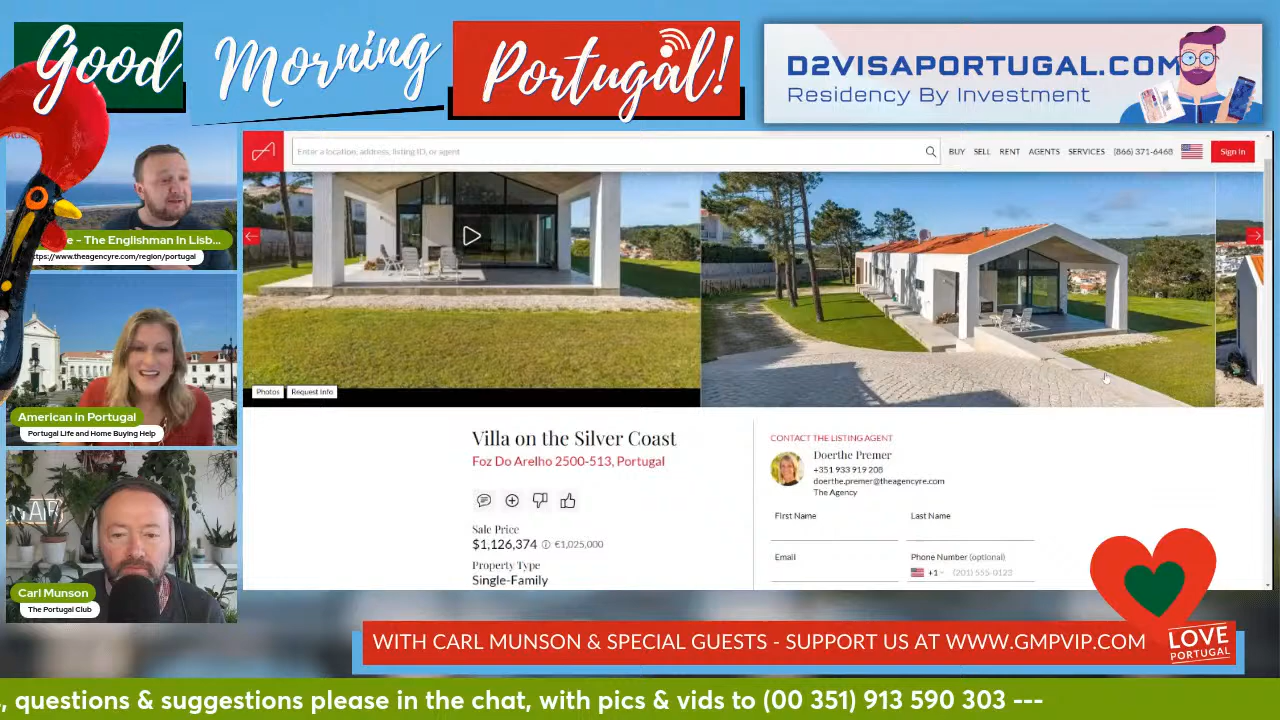 Good Morning Portugal!
D2VISAPORTUGAL.COM
Residency By Investment
Enter a location, address, listing ID, or agent
BUY SELL RENT AGENTS SERVICES (866) 371-6468 Sign In
e - The Englishman In Lisb...
ttps://www.theagencyre.com/region/portugal
American in Portugal
Portugal Life and Home Buying Help
Carl Munson
The Portugal Club
Photos Request Info
Villa on the Silver Coast
Foz Do Arelho 2500-513, Portugal
Sale Price
$1,126,374 €1,025,000
Property Type
Single-Family
CONTACT THE LISTING AGENT
Doerthe Premer
+351 933 919 208
doerthe.premer@theagencyre.com
The Agency
First Name Last Name
Email Phone Number (optional)
+1 (201) 555-0123
WITH CARL MUNSON & SPECIAL GUESTS - SUPPORT US AT WWW.GMPVIP.COM
LOVE
PORTUGAL
, questions & suggestions please in the chat, with pics & vids to (00 351) 913 590 303 ---